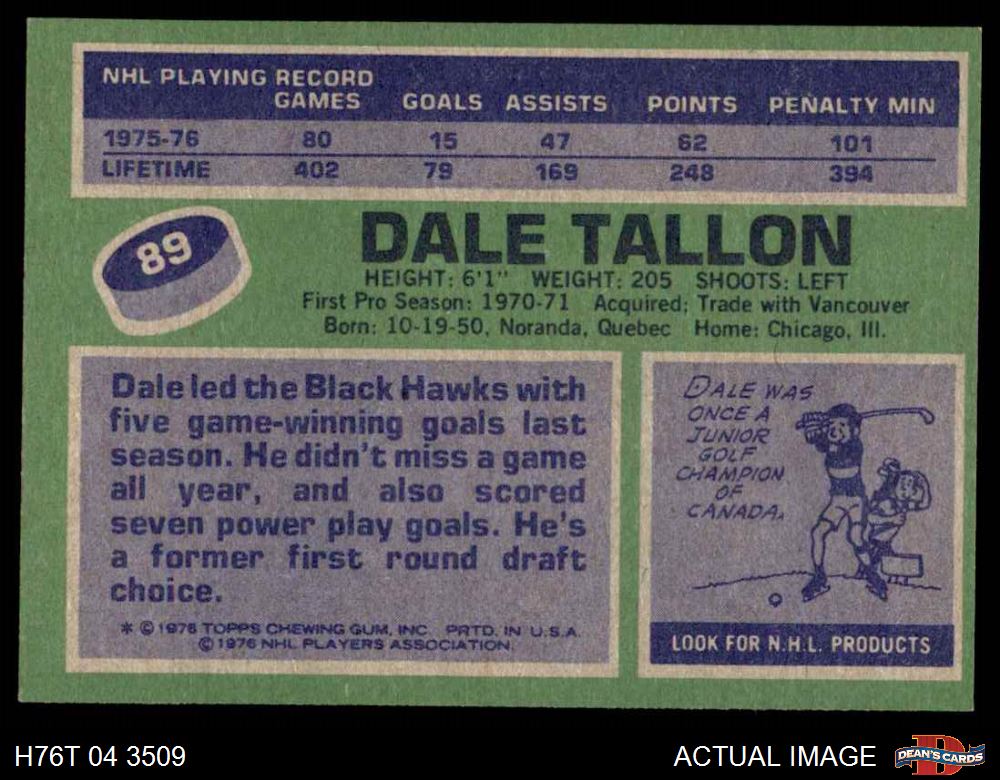 NHL PLAYING RECORD
GAMES GOALS ASSISTS POINTS PENALTY MIN
1975-76 80 15 47 62 101
LIFETIME 402 79 169 248 394
89
DALE TALLON
HEIGHT: 6'1" WEIGHT: 205 SHOOTS: LEFT
First Pro Season: 1970-71 Acquired: Trade with Vancouver
Born: 10-19-50, Noranda, Quebec Home: Chicago, Ill.
Dale led the Black Hawks with
five game-winning goals last
season. He didn't miss a game
all year, and also scored
seven power play goals. He's
a former first round draft
choice.
* © 1976 TOPPS CHEWING GUM, INC. PRTD. IN U.S.A.
© 1976 NHL PLAYERS ASSOCIATION.
DALE WAS
ONCE A
JUNIOR
GOLF
CHAMPION
OF
CANADA.
LOOK FOR N.H.L. PRODUCTS
H76T 04 3509
ACTUAL IMAGE
D
DEAN'S CARDS